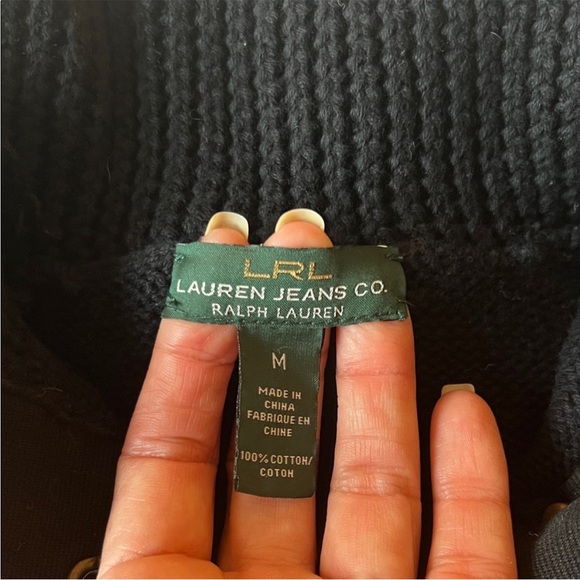 LRL
LAUREN JEANS CO.
RALPH LAUREN
M
MADE IN
CHINA
FABRIQUE EN
CHINE
100% COTTON/
COTON